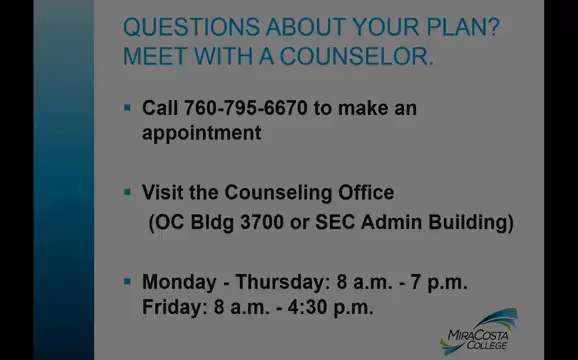 QUESTIONS ABOUT YOUR PLAN?
MEET WITH A COUNSELOR.
▪ Call 760-795-6670 to make an
appointment
▪ Visit the Counseling Office
(OC Bldg 3700 or SEC Admin Building)
▪ Monday - Thursday: 8 a.m. - 7 p.m.
Friday: 8 a.m. - 4:30 p.m.
MIRACOSTA
COLLEGE